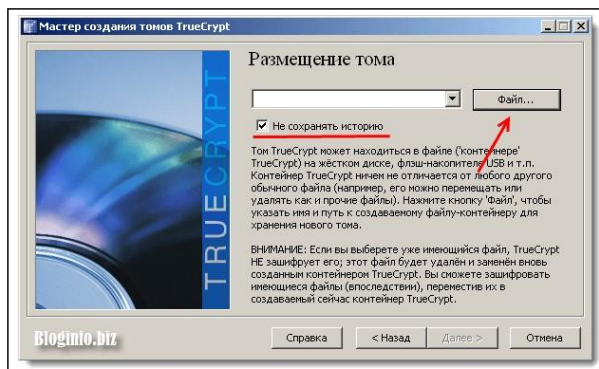 Мастер создания томов TrueCrypt
TRUECRYPT
Размещение тома
Файл...
Не сохранять историю
Том TrueCrypt может находиться в файле ('контейнере'
TrueCrypt) на жёстком диске, флэш-накопителе USB и т.п.
Контейнер TrueCrypt ничем не отличается от любого другого
обычного файла (например, его можно перемещать или
удалять как и прочие файлы). Нажмите кнопку 'Файл', чтобы
указать имя и путь к создаваемому файлу-контейнеру для
хранения нового тома.
ВНИМАНИЕ: Если вы выберете уже имеющийся файл, TrueCrypt
НЕ зашифрует его; этот файл будет удалён и заменён вновь
созданным контейнером TrueCrypt. Вы сможете зашифровать
имеющиеся файлы (впоследствии), переместив их в
создаваемый сейчас контейнер TrueCrypt.
Bloginfo.biz
Справка
< Назад
Далее >
Отмена